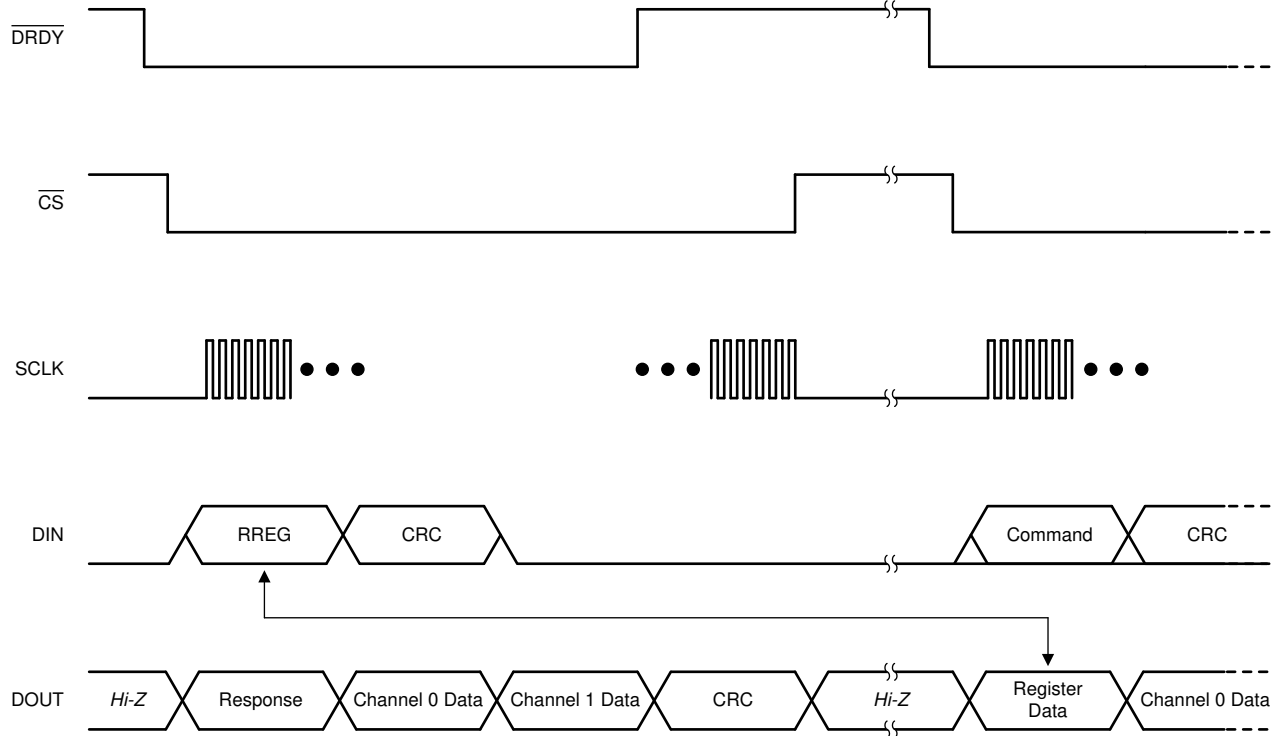 DRDY
CS
SCLK
DIN
RREG
CRC
Command
CRC
DOUT
Hi-Z
Response
Channel 0 Data
Channel 1 Data
CRC
Hi-Z
Register
Data
Channel 0 Data